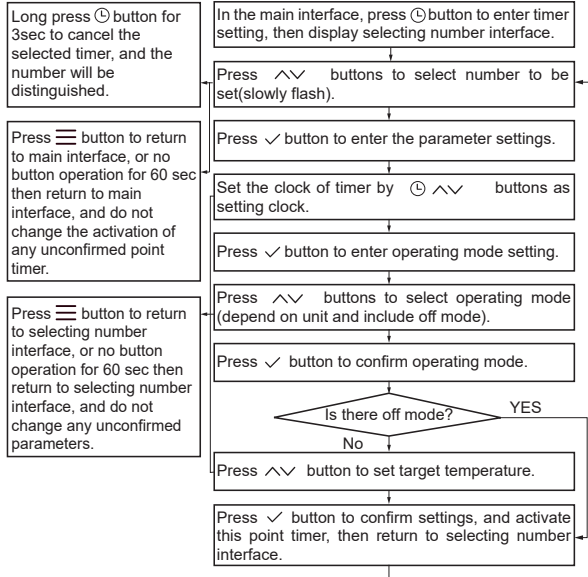 Long press button for
3sec to cancel the
selected timer, and the
number will be
distinguished.
Press button to return
to main interface, or no
button operation for 60 sec
then return to main
interface, and do not
change the activation of
any unconfirmed point
timer.
Press button to return
to selecting number
interface, or no button
operation for 60 sec then
return to selecting number
interface, and do not
change any unconfirmed
parameters.
In the main interface, press button to enter timer
setting, then display selecting number interface.
Press buttons to select number to be
set(slowly flash).
Press button to enter the parameter settings.
Set the clock of timer by buttons as
setting clock.
Press button to enter operating mode setting.
Press buttons to select operating mode
(depend on unit and include off mode).
Press button to confirm operating mode.
Is there off mode?
YES
No
Press button to set target temperature.
Press button to confirm settings, and activate
this point timer, then return to selecting number
interface.